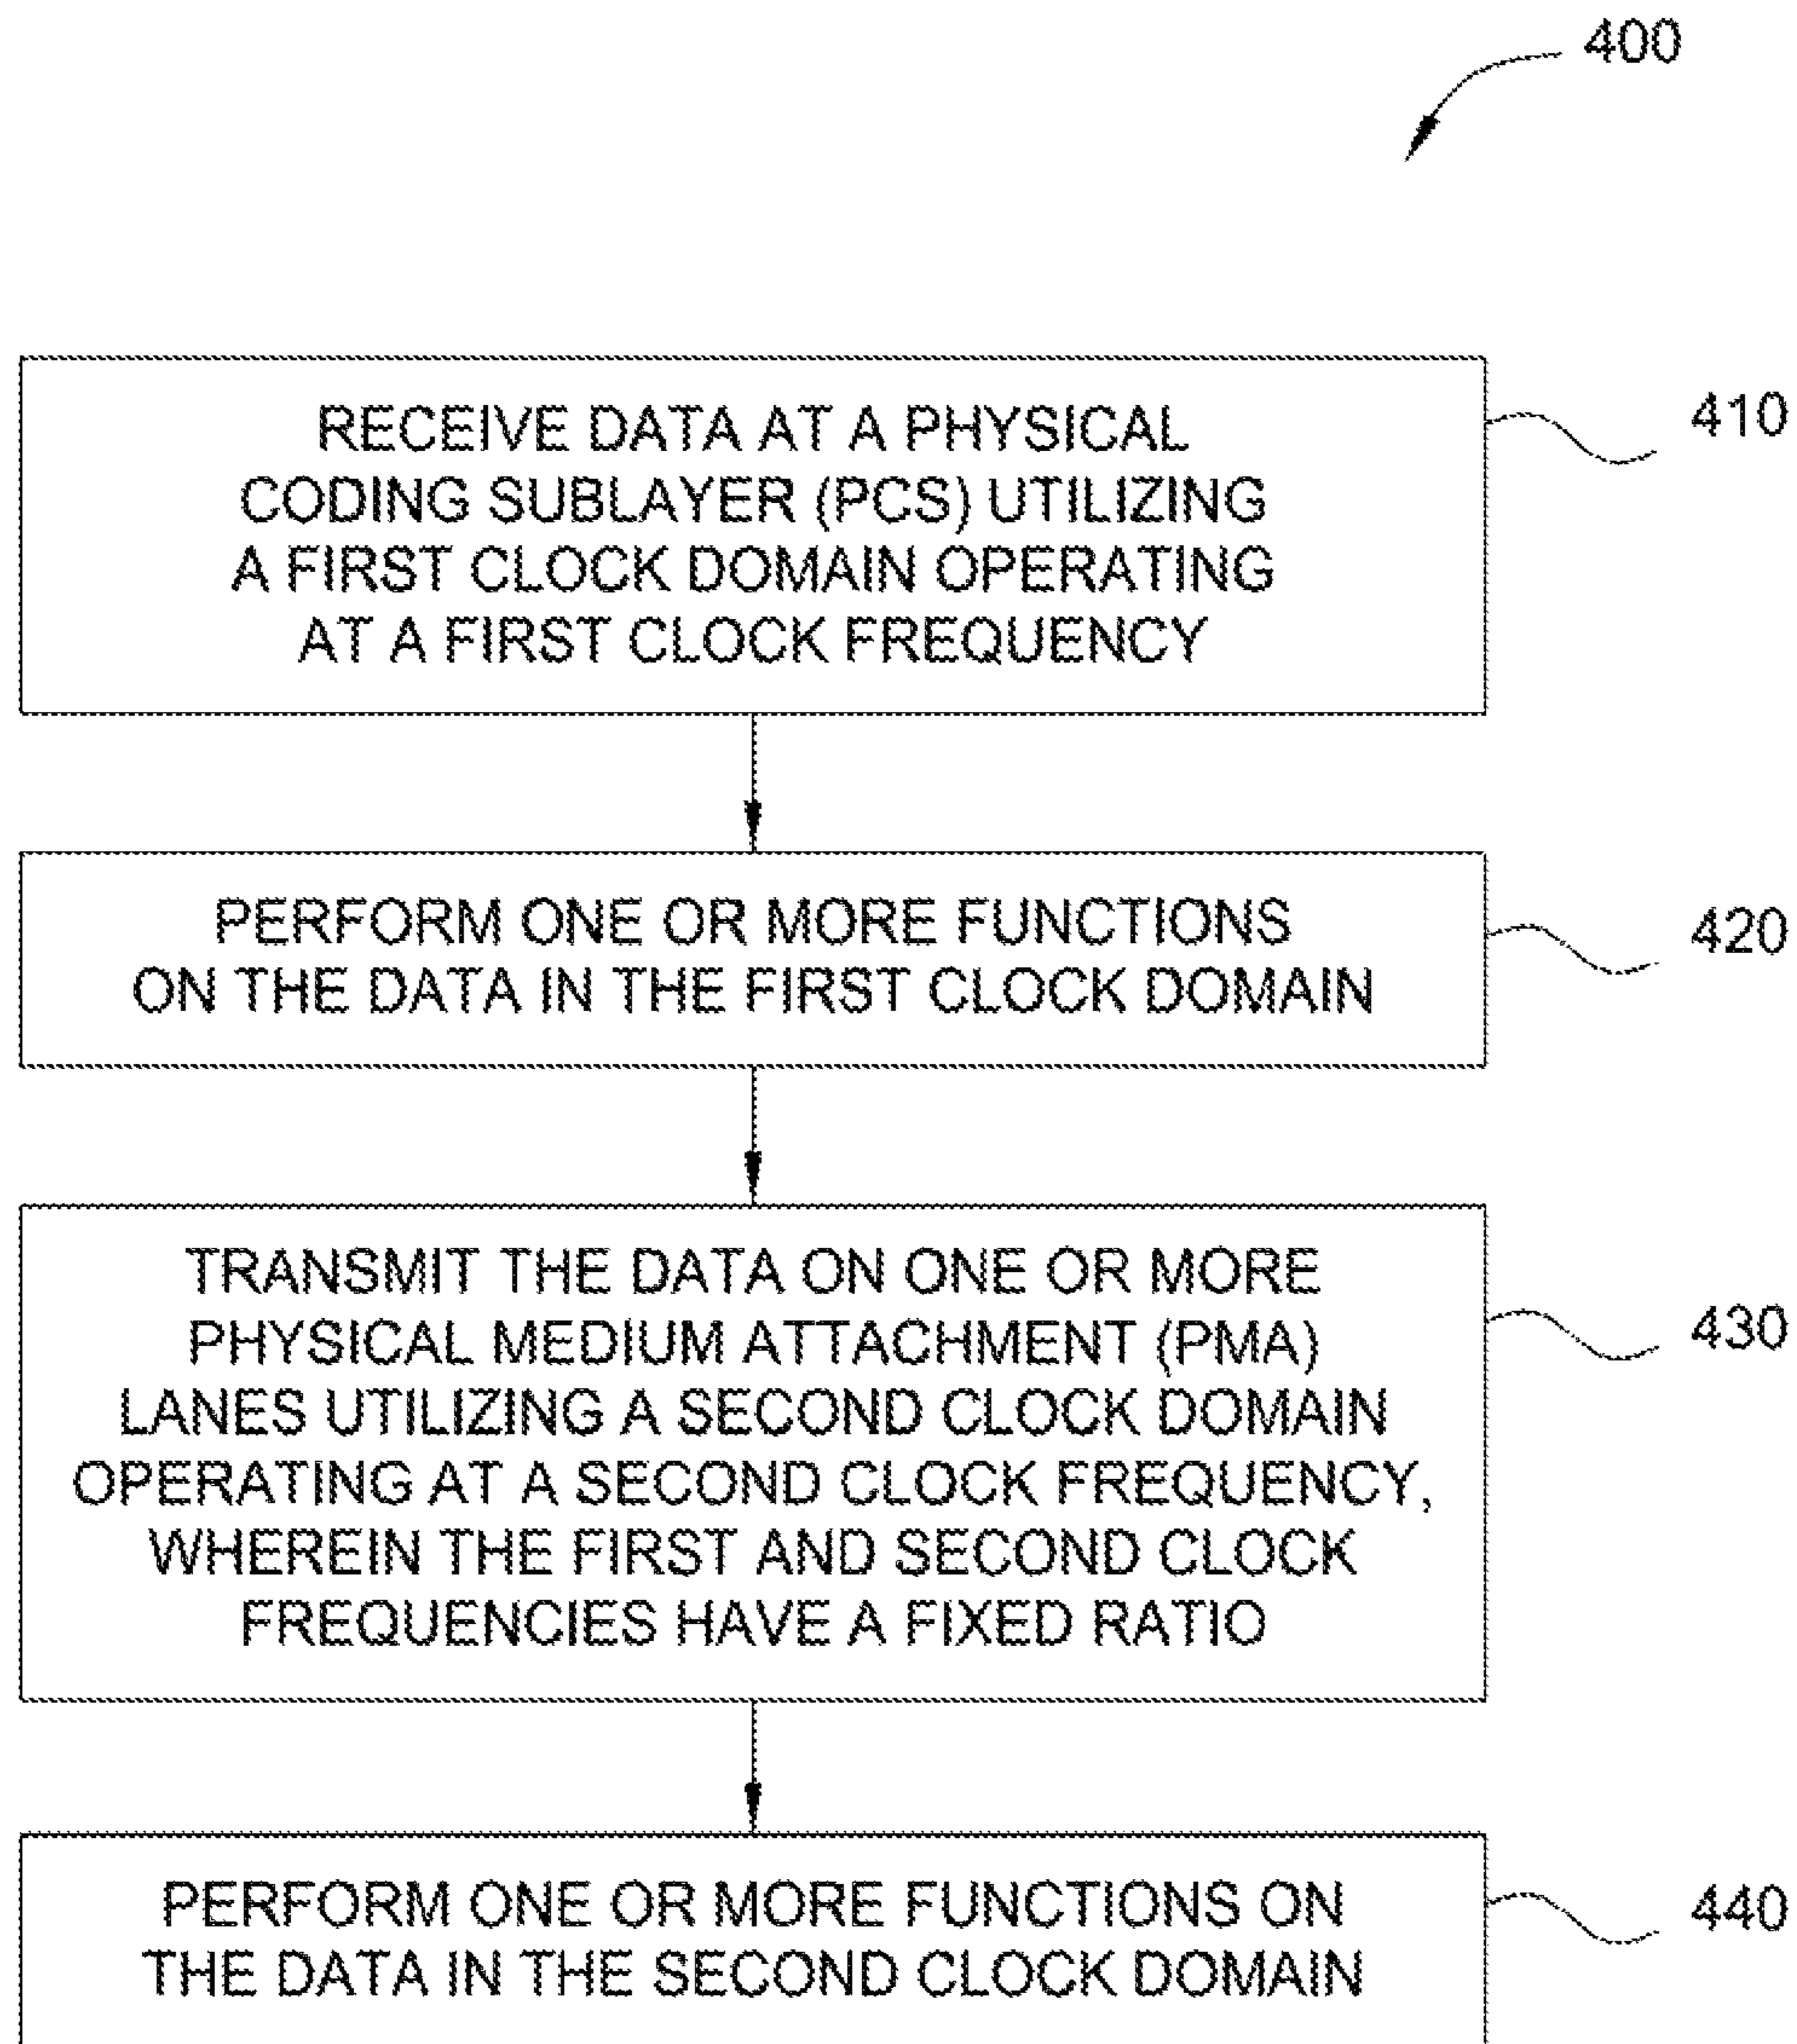 400
RECEIVE DATA AT A PHYSICAL
CODING SUBLAYER (PCS) UTILIZING
A FIRST CLOCK DOMAIN OPERATING
AT A FIRST CLOCK FREQUENCY
410
PERFORM ONE OR MORE FUNCTIONS
ON THE DATA IN THE FIRST CLOCK DOMAIN
420
TRANSMIT THE DATA ON ONE OR MORE
PHYSICAL MEDIUM ATTACHMENT (PMA)
LANES UTILIZING A SECOND CLOCK DOMAIN
OPERATING AT A SECOND CLOCK FREQUENCY,
WHEREIN THE FIRST AND SECOND CLOCK
FREQUENCIES HAVE A FIXED RATIO
430
PERFORM ONE OR MORE FUNCTIONS ON
THE DATA IN THE SECOND CLOCK DOMAIN
440